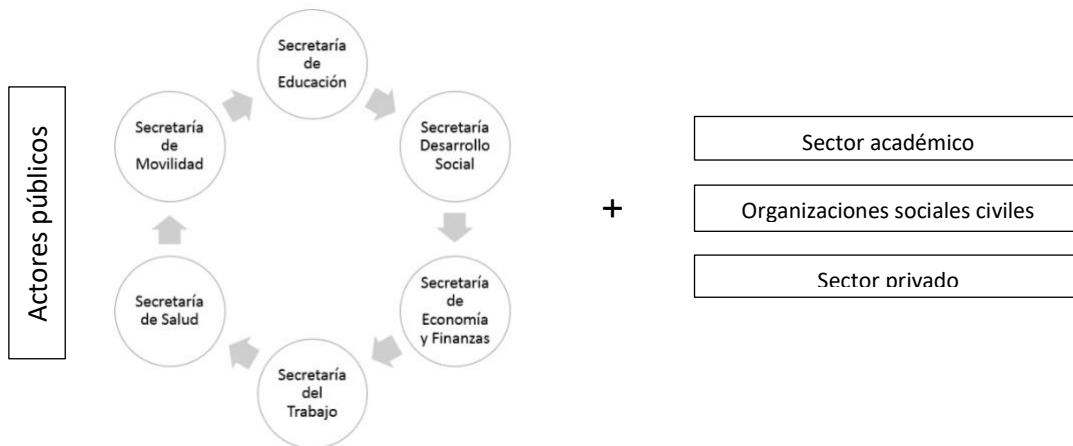 Actores públicos
Secretaría
de
Educación
Secretaría
Desarrollo
Social
Secretaría
de
Economía
y Finanzas
Secretaría
del
Trabajo
Secretaría
de Salud
Secretaría
de
Movilidad
+
Sector académico
Organizaciones sociales civiles
Sector privado